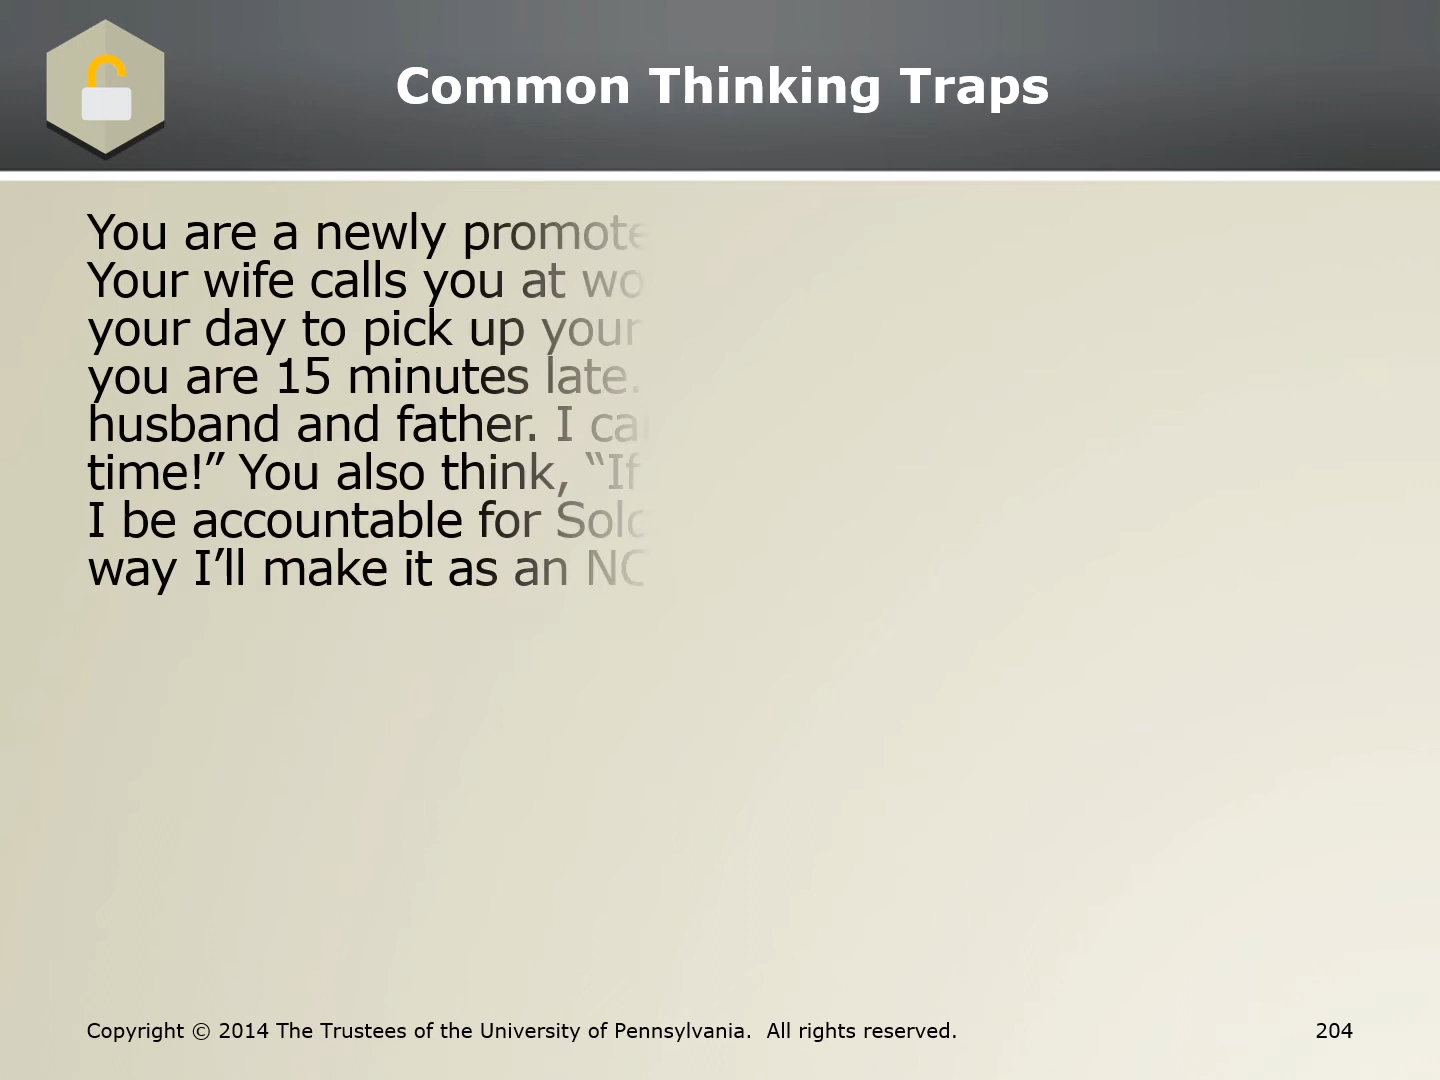 Common Thinking Traps
You are a newly promote
Your wife calls you at wo
your day to pick up your
you are 15 minutes late.
husband and father. I ca
time!” You also think, “If
I be accountable for Sold
way I’ll make it as an NC
Copyright © 2014 The Trustees of the University of Pennsylvania. All rights reserved.
204